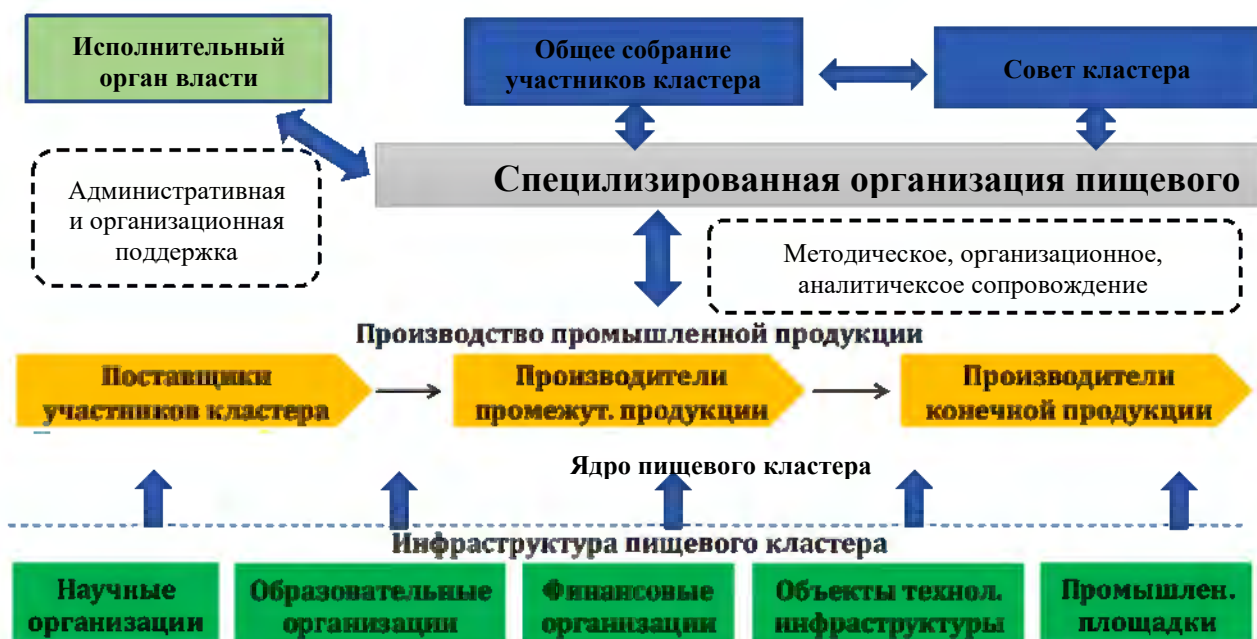 Исполнительный
орган власти
Общее собрание
участников кластера
Совет кластера
Специлизированная организация пищевого
Административная
и организационная
поддержка
Методическое, организационное,
аналитичексое сопровождение
Производство промышленной продукции
Поставщики
участников кластера
Производители
промежут. продукции
Производители
конечной продукции
Ядро пищевого кластера
Инфраструктура пищевого кластера
Научные
организации
Образовательные
организации
Финансовые
организации
Объекты технол.
инфраструктуры
Промышлен.
площадки